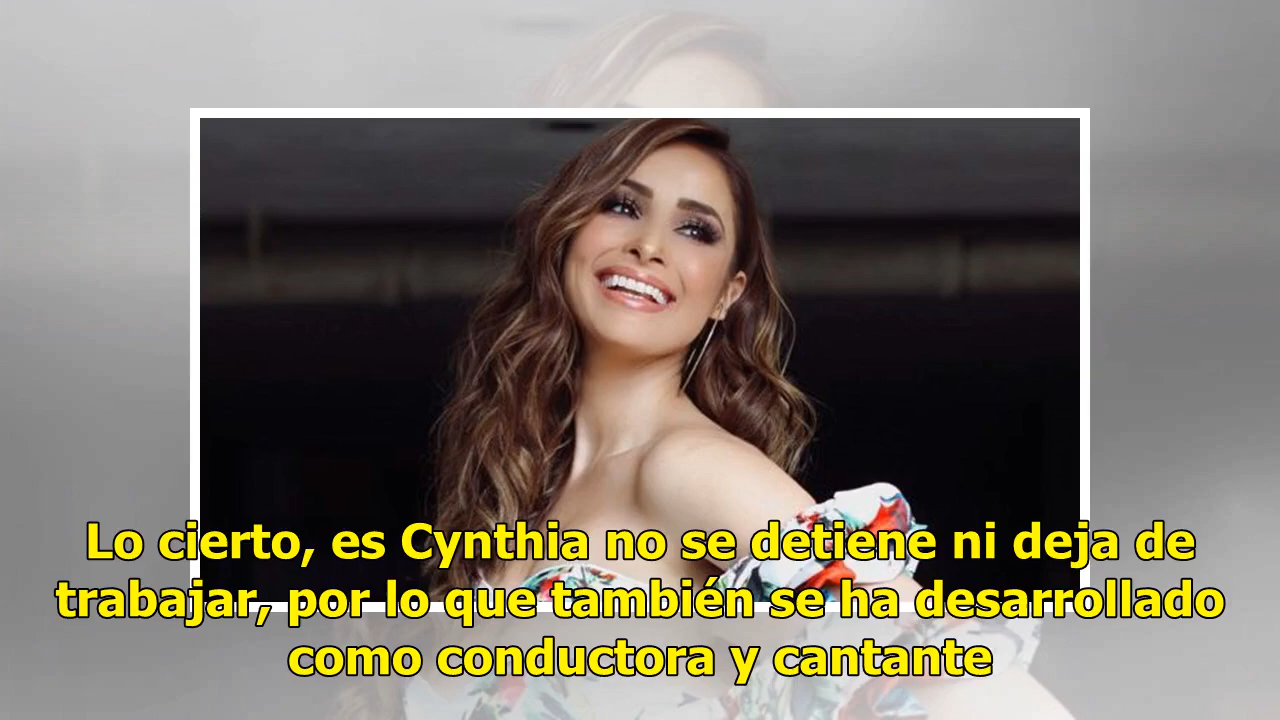 Lo cierto, es Cynthia no se detiene ni deja de
trabajar, por lo que también se ha desarrollado
como conductora y cantante